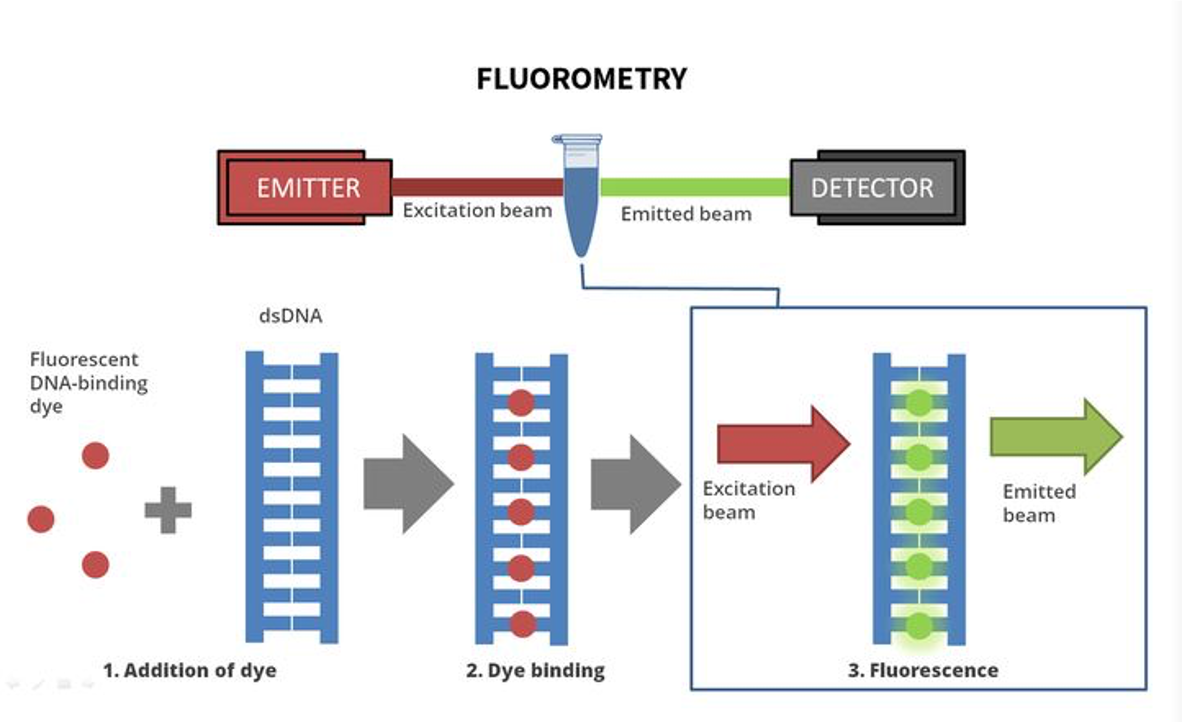 FLUOROMETRY
EMITTER
Excitation beam
Emitted beam
DETECTOR
dsDNA
Fluorescent
DNA-binding
dye
Excitation
beam
Emitted
beam
1. Addition of dye
2. Dye binding
3. Fluorescence